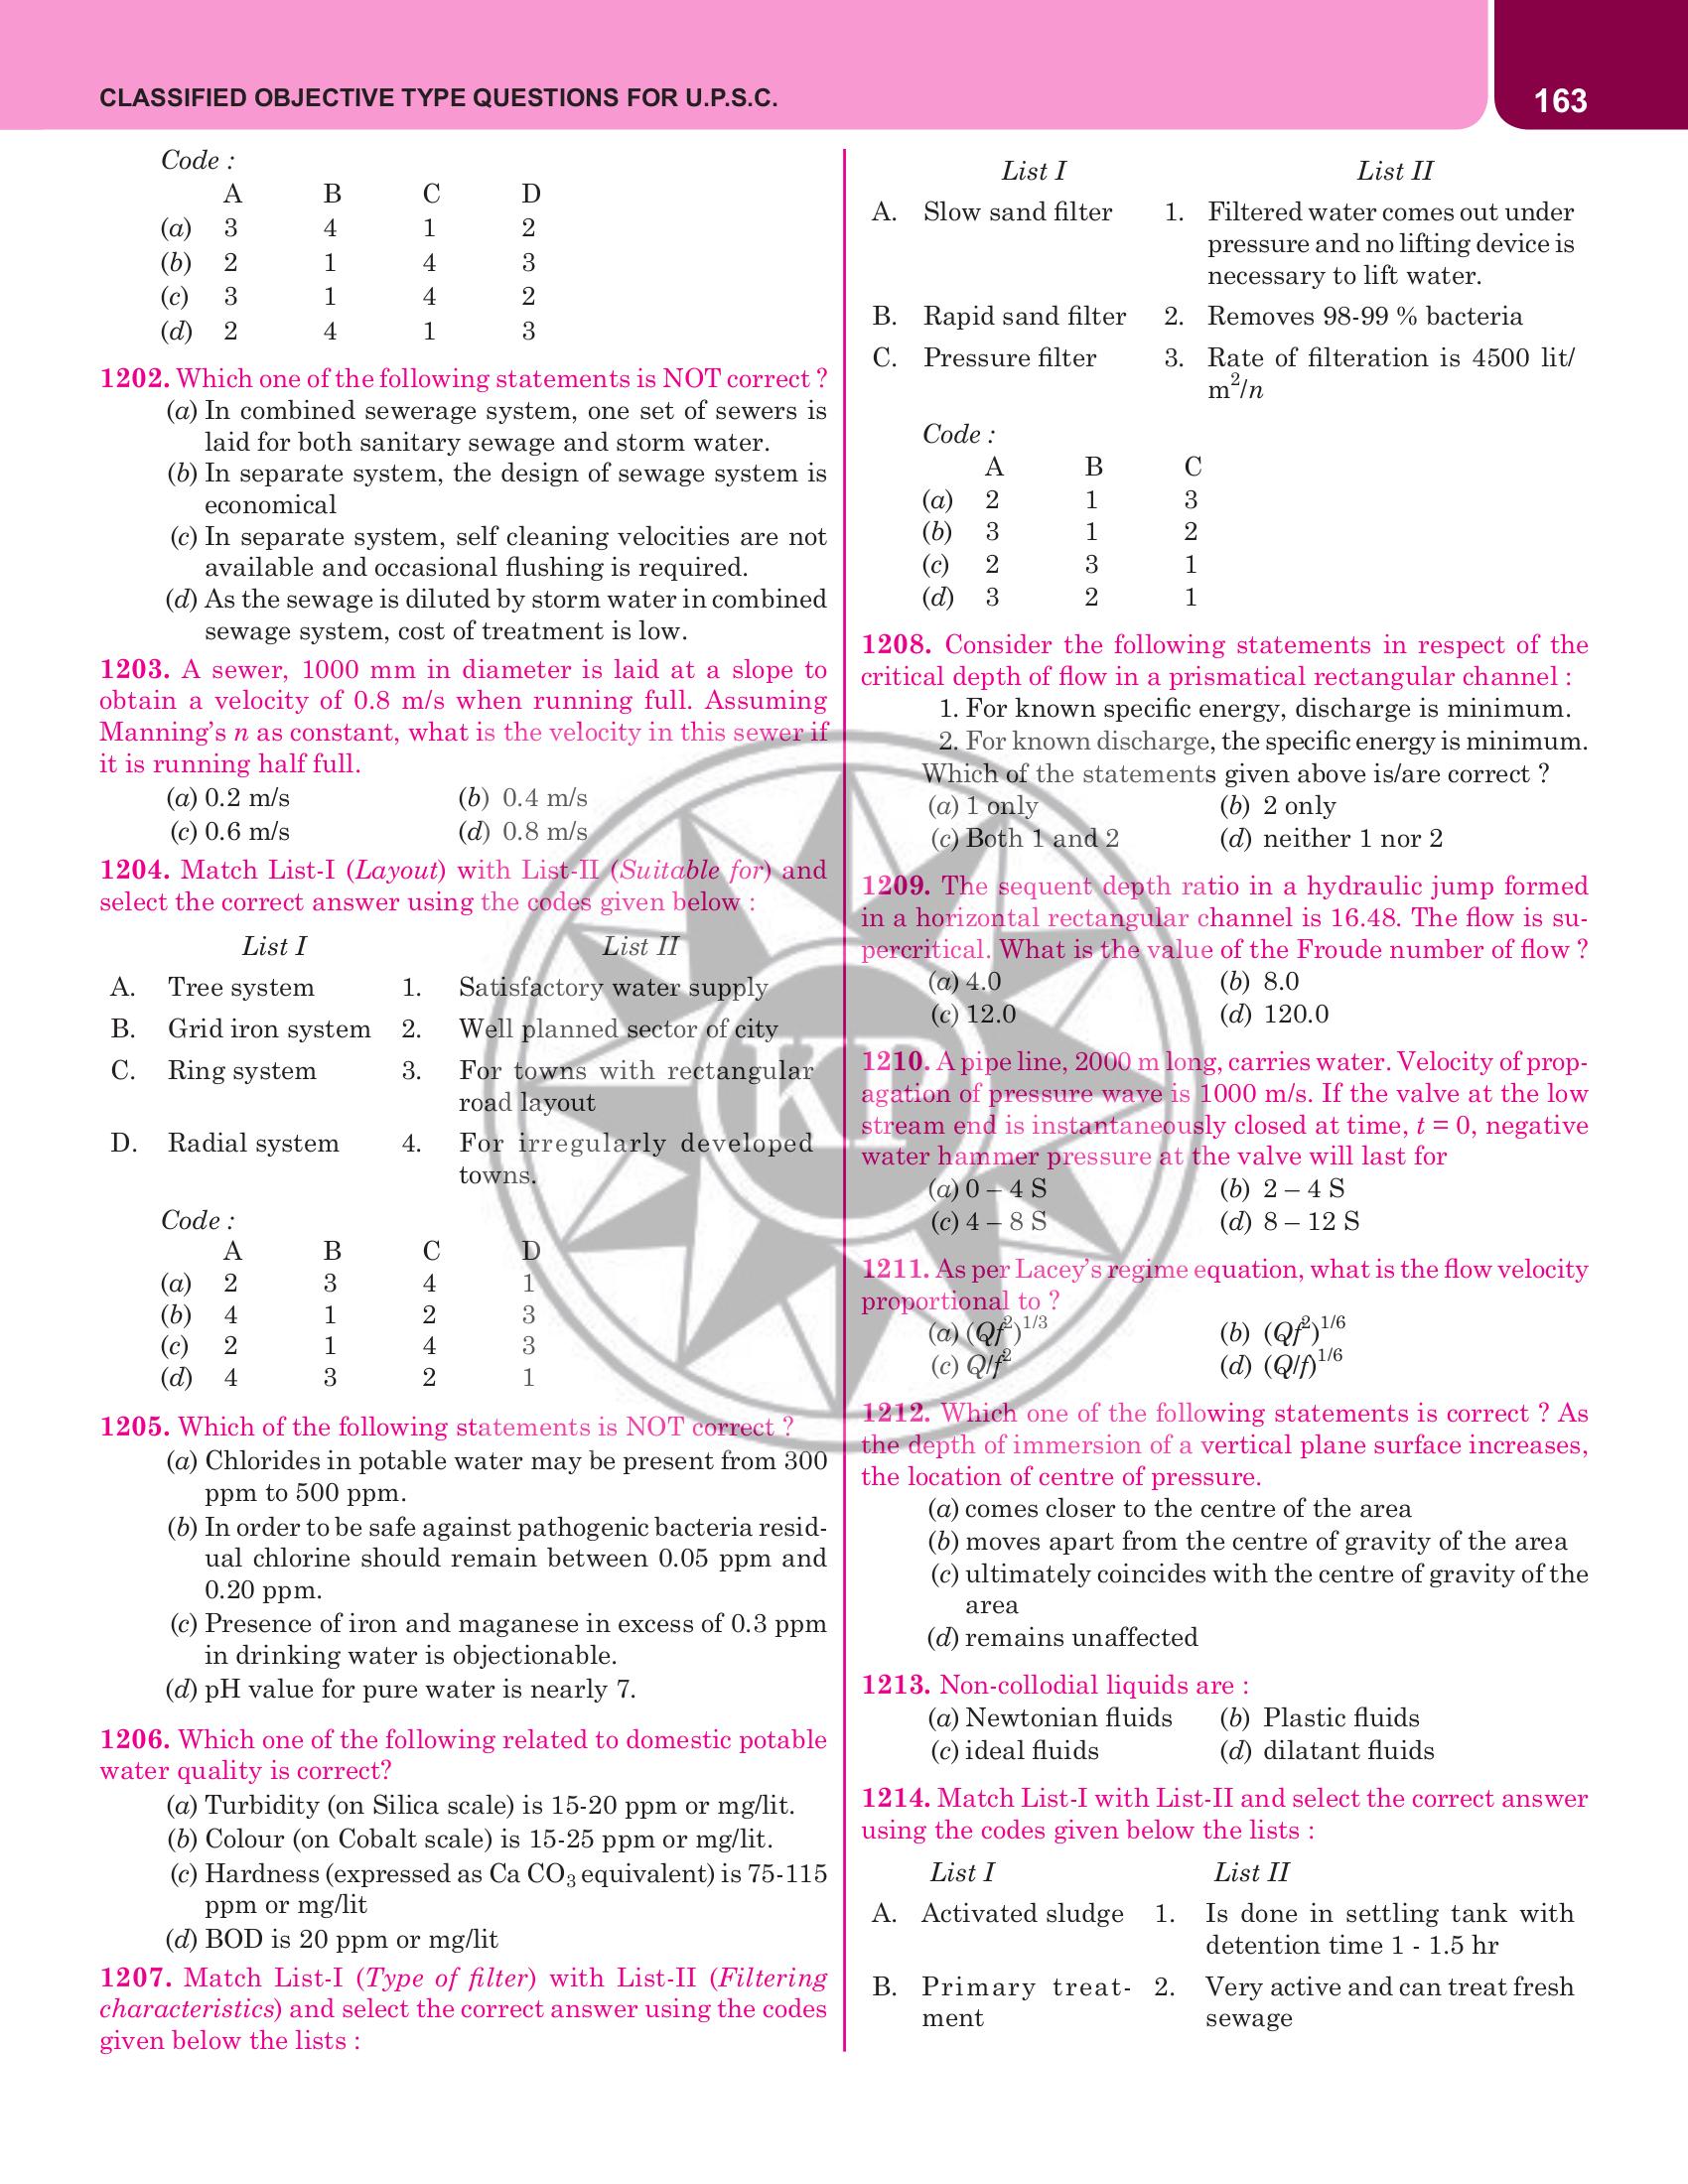 CLASSIFIED OBJECTIVE TYPE QUESTIONS FOR U.P.S.C.
163
Code :
A B C D
(a) 3 4 1 2
(b) 2 1 4 3
(c) 3 1 4 2
(d) 2 4 1 3
1202. Which one of the following statements is NOT correct ?
(a) In combined sewerage system, one set of sewers is
laid for both sanitary sewage and storm water.
(b) In separate system, the design of sewage system is
economical
(c) In separate system, self cleaning velocities are not
available and occasional flushing is required.
(d) As the sewage is diluted by storm water in combined
sewage system, cost of treatment is low.
1203. A sewer, 1000 mm in diameter is laid at a slope to
obtain a velocity of 0.8 m/s when running full. Assuming
Manning's n as constant, what is the velocity in this sewer if
it is running half full.
(a) 0.2 m/s (b) 0.4 m/s
(c) 0.6 m/s (d) 0.8 m/s
1204. Match List-I (Layout) with List-II (Suitable for) and
select the correct answer using the codes given below :
List I List II
A. Tree system 1. Satisfactory water supply
B. Grid iron system 2. Well planned sector of city
C. Ring system 3. For towns with rectangular
road layout
D. Radial system 4. For irregularly developed
towns.
Code :
A B C D
(a) 2 3 4 1
(b) 4 1 2 3
(c) 2 1 4 3
(d) 4 3 2 1
1205. Which of the following statements is NOT correct ?
(a) Chlorides in potable water may be present from 300
ppm to 500 ppm.
(b) In order to be safe against pathogenic bacteria resid-
ual chlorine should remain between 0.05 ppm and
0.20 ppm.
(c) Presence of iron and maganese in excess of 0.3 ppm
in drinking water is objectionable.
(d) pH value for pure water is nearly 7.
1206. Which one of the following related to domestic potable
water quality is correct?
(a) Turbidity (on Silica scale) is 15-20 ppm or mg/lit.
(b) Colour (on Cobalt scale) is 15-25 ppm or mg/lit.
(c) Hardness (expressed as Ca CO₃ equivalent) is 75-115
ppm or mg/lit
(d) BOD is 20 ppm or mg/lit
1207. Match List-I (Type of filter) with List-II (Filtering
characteristics) and select the correct answer using the codes
given below the lists :
List I List II
A. Slow sand filter 1. Filtered water comes out under
pressure and no lifting device is
necessary to lift water.
B. Rapid sand filter 2. Removes 98-99 % bacteria
C. Pressure filter 3. Rate of filteration is 4500 lit/
m²/n
Code :
A B C
(a) 2 1 3
(b) 3 1 2
(c) 2 3 1
(d) 3 2 1
1208. Consider the following statements in respect of the
critical depth of flow in a prismatical rectangular channel :
1. For known specific energy, discharge is minimum.
2. For known discharge, the specific energy is minimum.
Which of the statements given above is/are correct ?
(a) 1 only (b) 2 only
(c) Both 1 and 2 (d) neither 1 nor 2
1209. The sequent depth ratio in a hydraulic jump formed
in a horizontal rectangular channel is 16.48. The flow is su-
percritical. What is the value of the Froude number of flow ?
(a) 4.0 (b) 8.0
(c) 12.0 (d) 120.0
1210. A pipe line, 2000 m long, carries water. Velocity of prop-
agation of pressure wave is 1000 m/s. If the valve at the low
stream end is instantaneously closed at time, t = 0, negative
water hammer pressure at the valve will last for
(a) 0 – 4 S (b) 2 – 4 S
(c) 4 – 8 S (d) 8 – 12 S
1211. As per Lacey's regime equation, what is the flow velocity
proportional to ?
(a) (Qf²)^1/3 (b) (Qf²)^1/6
(c) Q/f² (d) (Q/f)^1/6
1212. Which one of the following statements is correct ? As
the depth of immersion of a vertical plane surface increases,
the location of centre of pressure.
(a) comes closer to the centre of the area
(b) moves apart from the centre of gravity of the area
(c) ultimately coincides with the centre of gravity of the
area
(d) remains unaffected
1213. Non-collodial liquids are :
(a) Newtonian fluids (b) Plastic fluids
(c) ideal fluids (d) dilatant fluids
1214. Match List-I with List-II and select the correct answer
using the codes given below the lists :
List I List II
A. Activated sludge 1. Is done in settling tank with
detention time 1 - 1.5 hr
B. Primary treat- 2. Very active and can treat fresh
ment sewage
KP